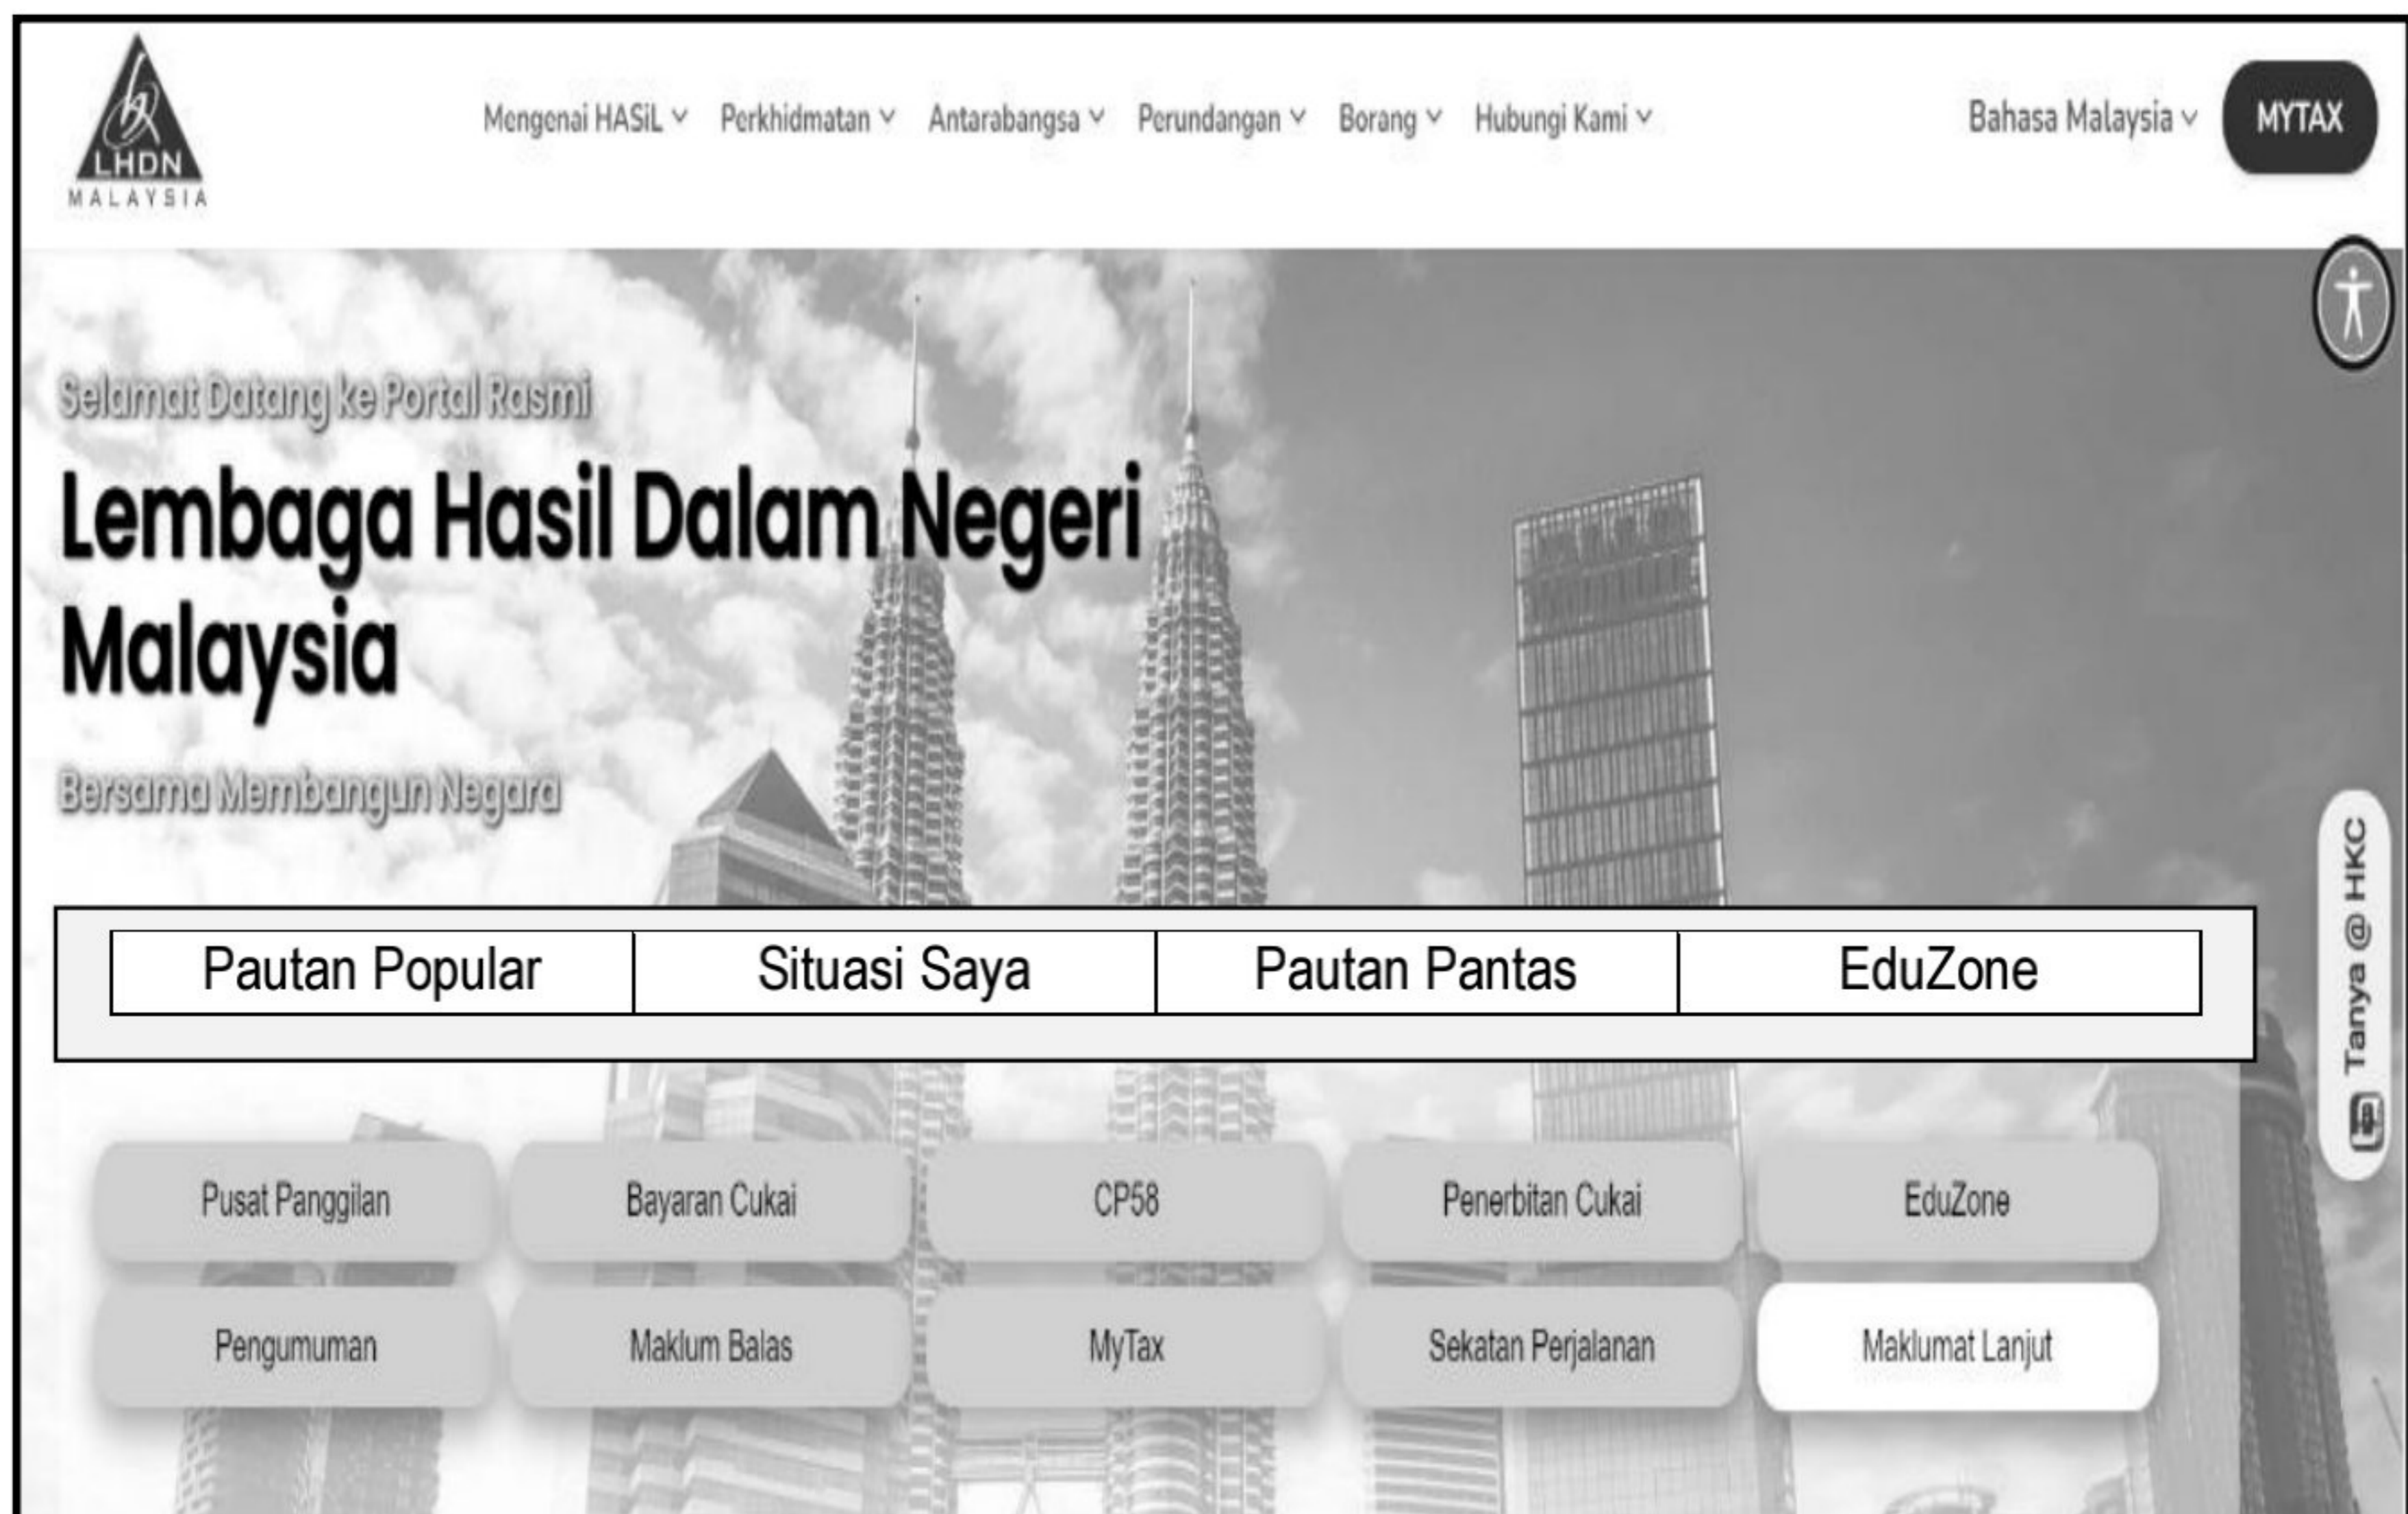 LHDN
MALAYSIA
Mengenai HASiL Perkhidmatan Antarabangsa Perundangan Borang Hubungi Kami Bahasa Malaysia MYTAX
Selamat Datang ke Portal Rasmi
Lembaga Hasil Dalam Negeri
Malaysia
Bersama Membangun Negara
Pautan Popular Situasi Saya Pautan Pantas EduZone
Tanya @ HKC
Pusat Panggilan Bayaran Cukai CP58 Penerbitan Cukai EduZone
Pengumuman Maklum Balas MyTax Sekatan Perjalanan Maklumat Lanjut